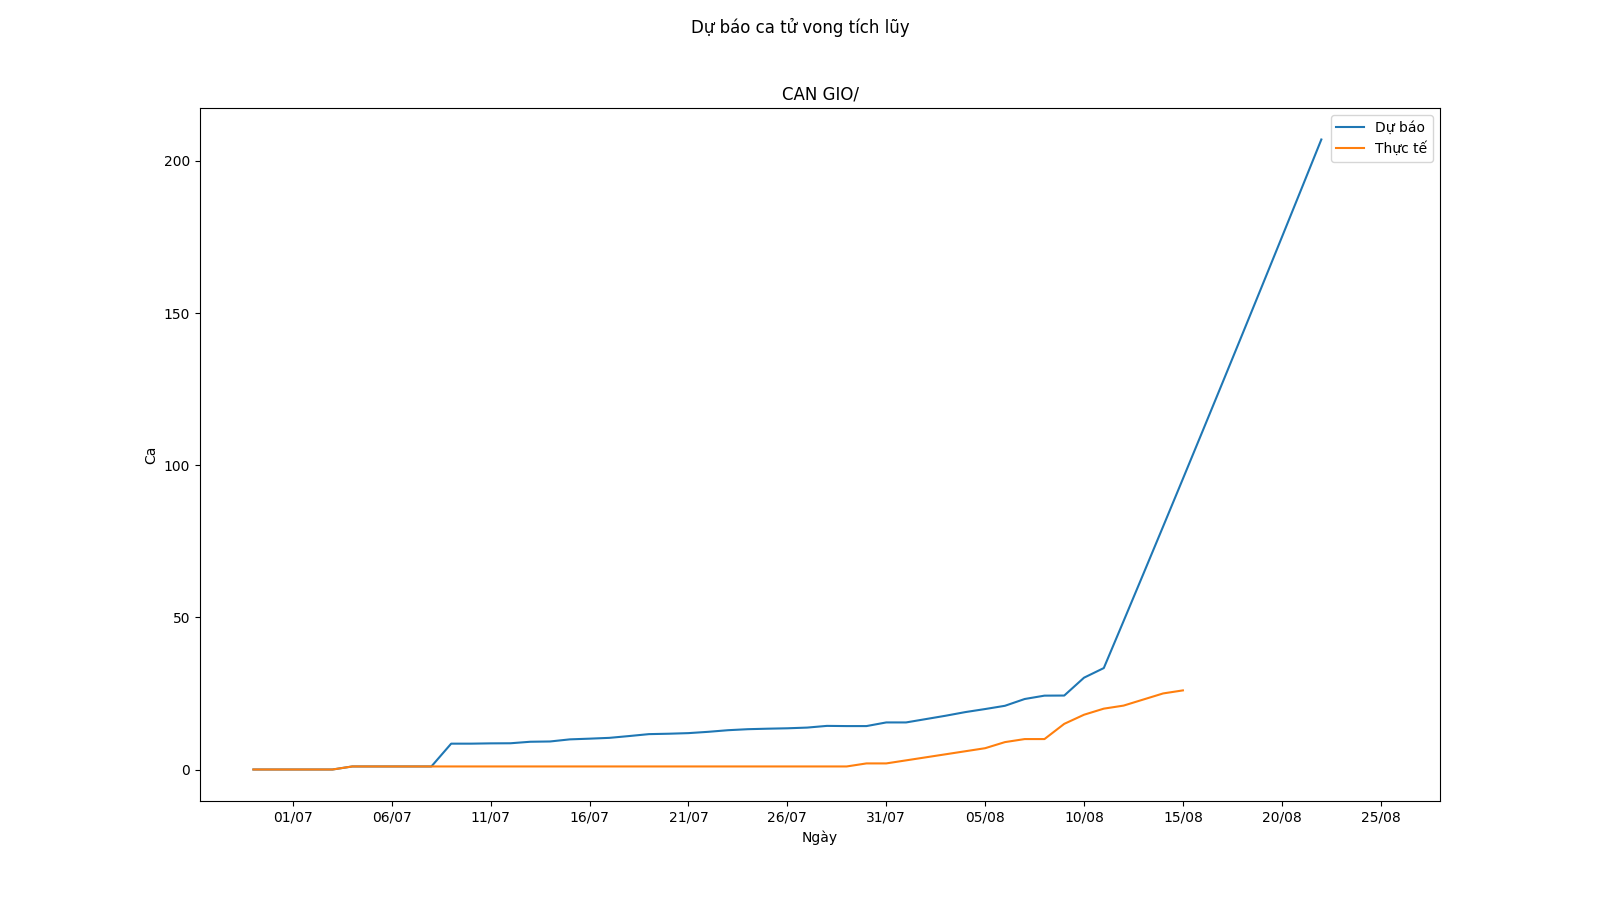 Dự báo ca tử vong tích lũy
CAN GIO/
Dự báo
Thực tế
200
150
100
50
0
Ca
01/07 06/07 11/07 16/07 21/07 26/07 31/07 05/08 10/08 15/08 20/08 25/08
Ngày